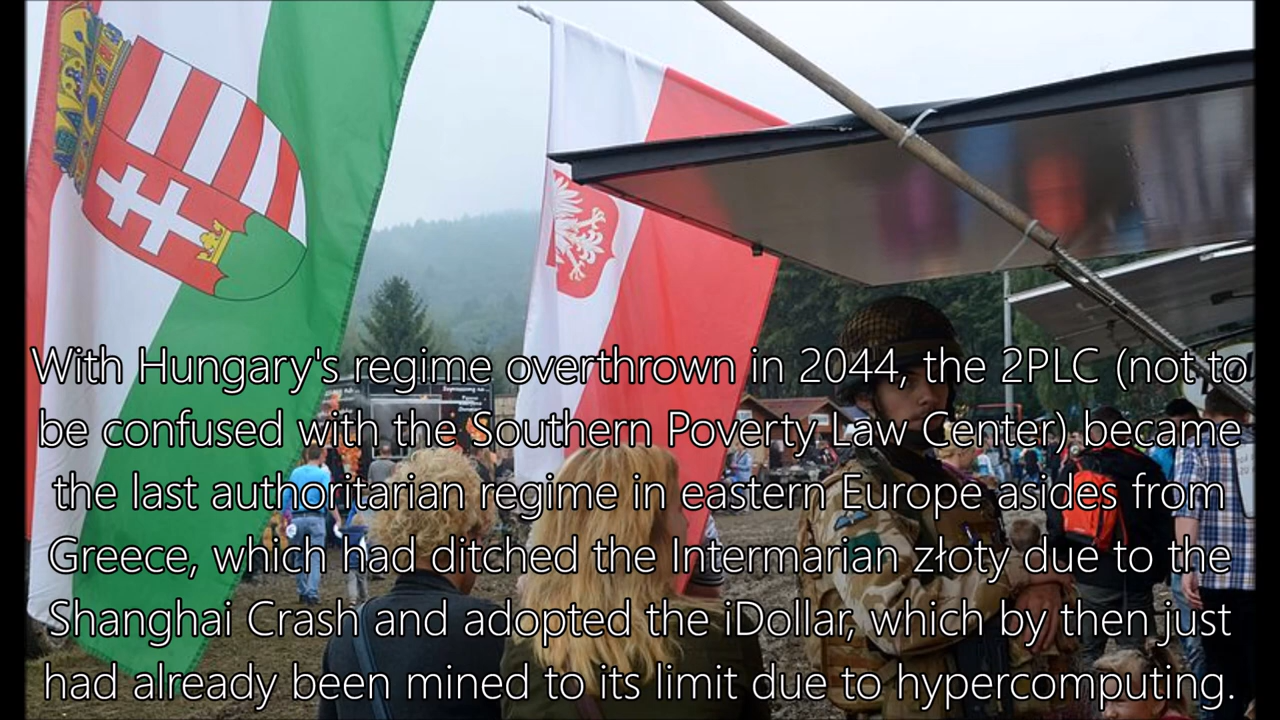 With Hungary's regime overthrown in 2044, the 2PLC (not to
be confused with the Southern Poverty Law Center) became
the last authoritarian regime in eastern Europe asides from
Greece, which had ditched the Intermarian złoty due to the
Shanghai Crash and adopted the iDollar, which by then just
had already been mined to its limit due to hypercomputing.